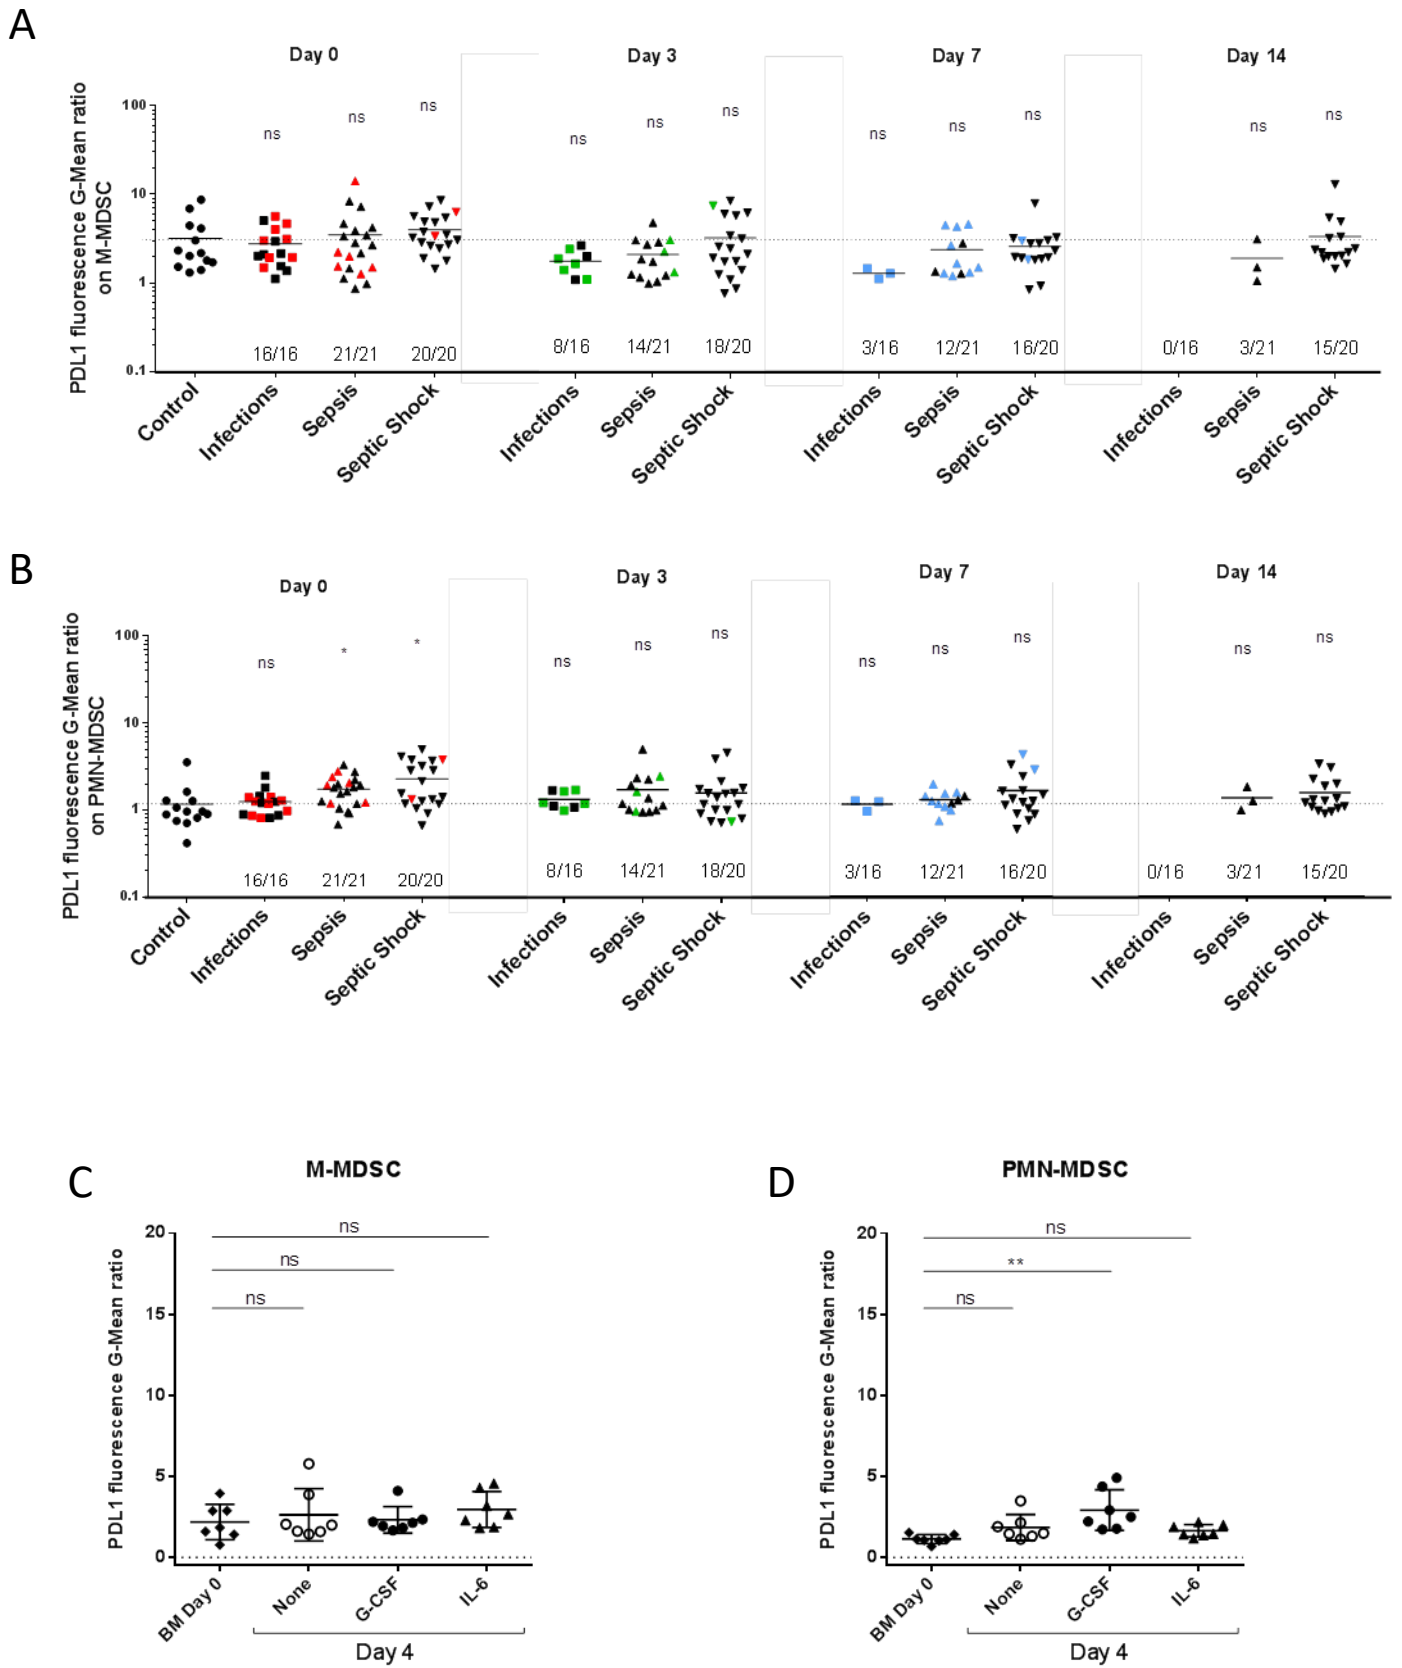 A
Day 0
Day 3
Day 7
Day 14
PDL1 fluorescence G-Mean ratio
on M-MDSC
100
10
1
0.1
ns
ns
ns
ns
ns
ns
ns
ns
ns
ns
ns
16/16
21/21
20/20
8/16
14/21
18/20
3/16
12/21
16/20
0/16
3/21
15/20
Control
Infections
Sepsis
Septic Shock
Infections
Sepsis
Septic Shock
Infections
Sepsis
Septic Shock
Infections
Sepsis
Septic Shock
B
Day 0
Day 3
Day 7
Day 14
PDL1 fluorescence G-Mean ratio
on PMN-MDSC
100
10
1
0.1
ns
*
*
ns
ns
ns
ns
ns
ns
ns
ns
16/16
21/21
20/20
8/16
14/21
18/20
3/16
12/21
16/20
0/16
3/21
15/20
Control
Infections
Sepsis
Septic Shock
Infections
Sepsis
Septic Shock
Infections
Sepsis
Septic Shock
Infections
Sepsis
Septic Shock
C
M-MDSC
PDL1 fluorescence G-Mean ratio
20
15
10
5
0
ns
ns
ns
BM Day 0
None
G-CSF
IL-6
Day 4
D
PMN-MDSC
PDL1 fluorescence G-Mean ratio
20
15
10
5
0
ns
**
ns
BM Day 0
None
G-CSF
IL-6
Day 4